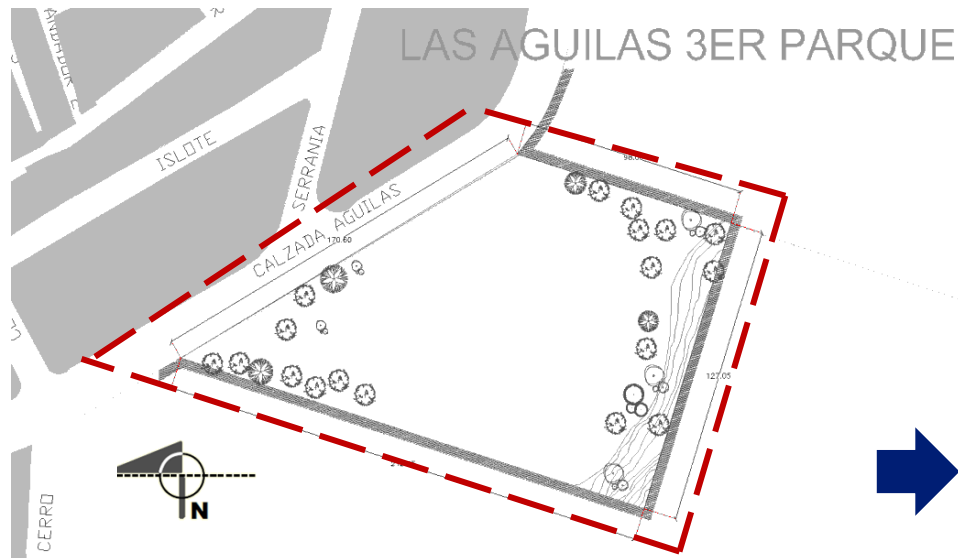 LAS AGUILAS 3ER PARQUE
ISLOTE
SERRANIA
CALZADA AGUILAS
170.60
127.05
CERRO
N